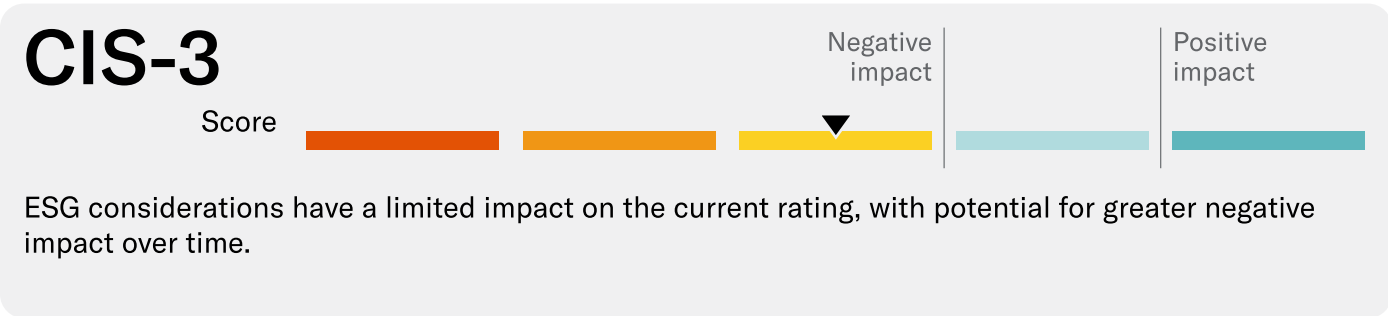 CIS-3
Negative
impact
Positive
impact
Score
ESG considerations have a limited impact on the current rating, with potential for greater negative
impact over time.